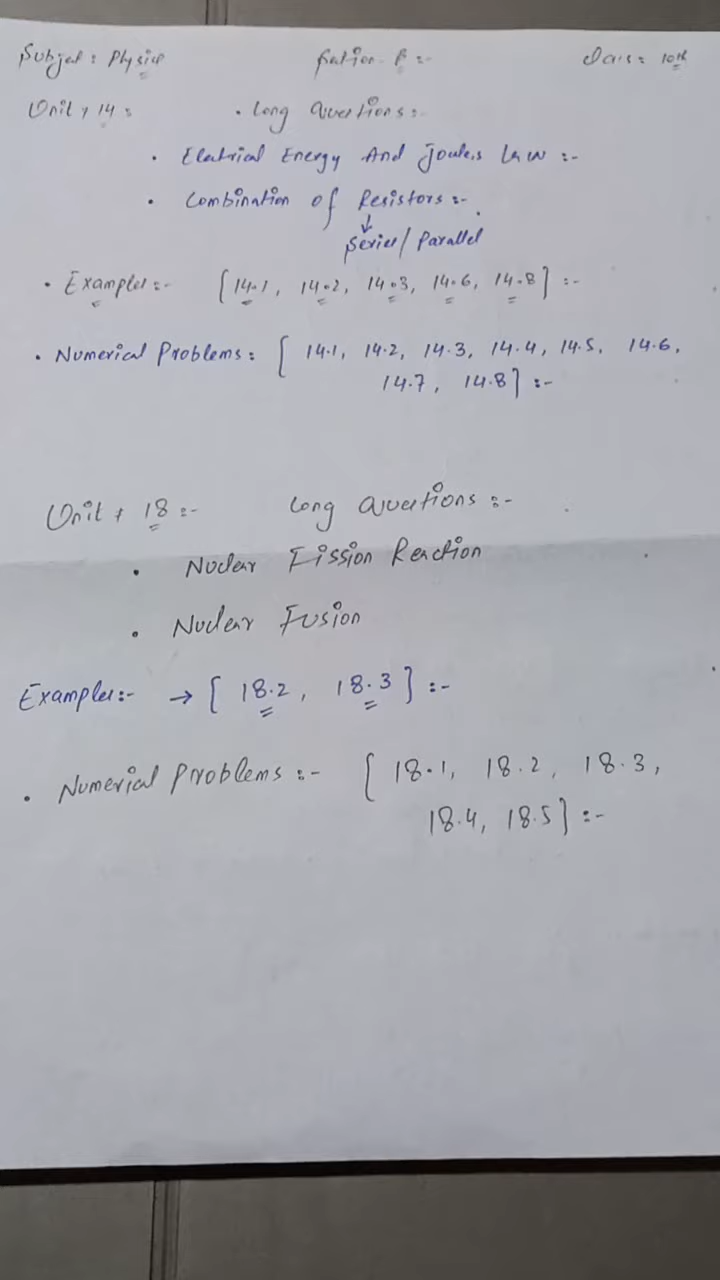 Subject: Physics Section B :- Class: 10th
Unit, 14 : • Long Questions :-
• Electrical Energy And Joules Law :-
• Combination of Resistors :-
↓
Series/Parallel
• Examples :- [14.1, 14.2, 14.3, 14.6, 14.8] :-
• Numerical Problems : [ 14.1, 14.2, 14.3, 14.4, 14.5, 14.6,
14.7, 14.8] :-
Unit + 18 :- Long Questions :-
• Nuclear Fission Reaction
• Nuclear Fusion
Examples :- → [ 18.2, 18.3 ] :-
• Numerical Problems :- [ 18.1, 18.2, 18.3,
18.4, 18.5] :-